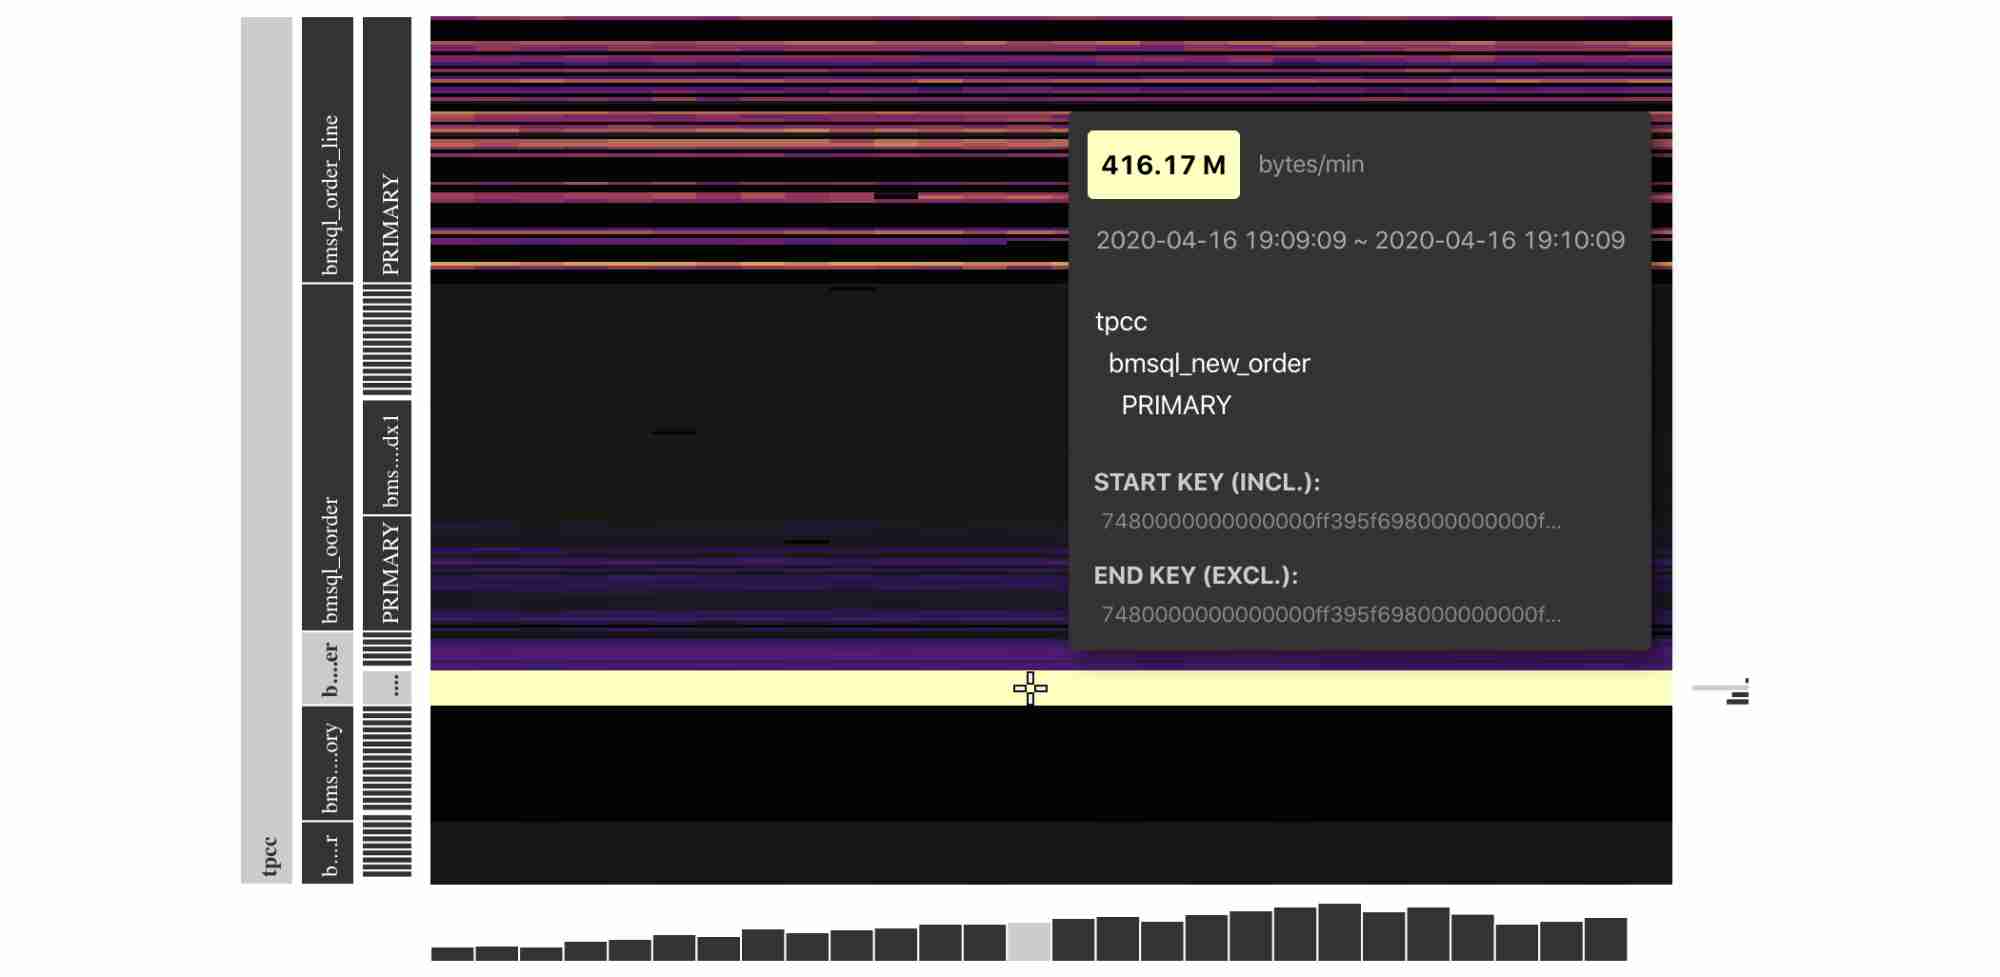 tpcc
bmsql_order_line
bmsql_oorder
b....er
bms....ory
b....r
PRIMARY
bms....dx1
PRIMARY
....
416.17 M bytes/min
2020-04-16 19:09:09 ~ 2020-04-16 19:10:09
tpcc
bmsql_new_order
PRIMARY
START KEY (INCL.):
7480000000000000ff395f698000000000f...
END KEY (EXCL.):
7480000000000000ff395f698000000000f...